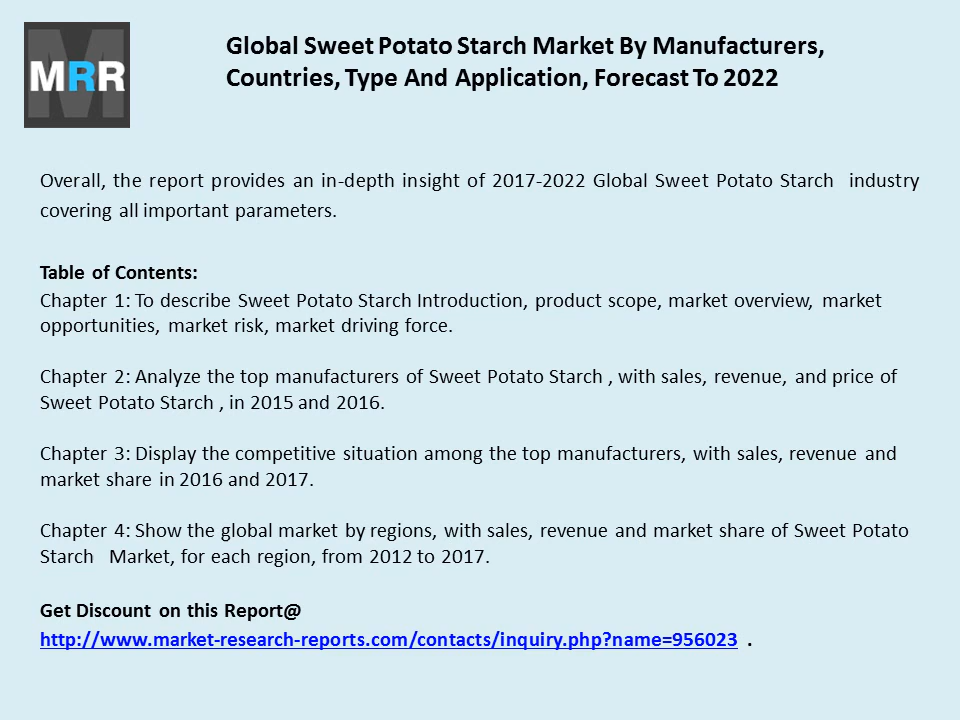 MRR
Global Sweet Potato Starch Market By Manufacturers,
Countries, Type And Application, Forecast To 2022
Overall, the report provides an in-depth insight of 2017-2022 Global Sweet Potato Starch  industry
covering all important parameters.
Table of Contents:
Chapter 1: To describe Sweet Potato Starch Introduction, product scope, market overview, market
opportunities, market risk, market driving force.
Chapter 2: Analyze the top manufacturers of Sweet Potato Starch , with sales, revenue, and price of
Sweet Potato Starch , in 2015 and 2016.
Chapter 3: Display the competitive situation among the top manufacturers, with sales, revenue and
market share in 2016 and 2017.
Chapter 4: Show the global market by regions, with sales, revenue and market share of Sweet Potato
Starch   Market, for each region, from 2012 to 2017.
Get Discount on this Report@
http://www.market-research-reports.com/contacts/inquiry.php?name=956023  .